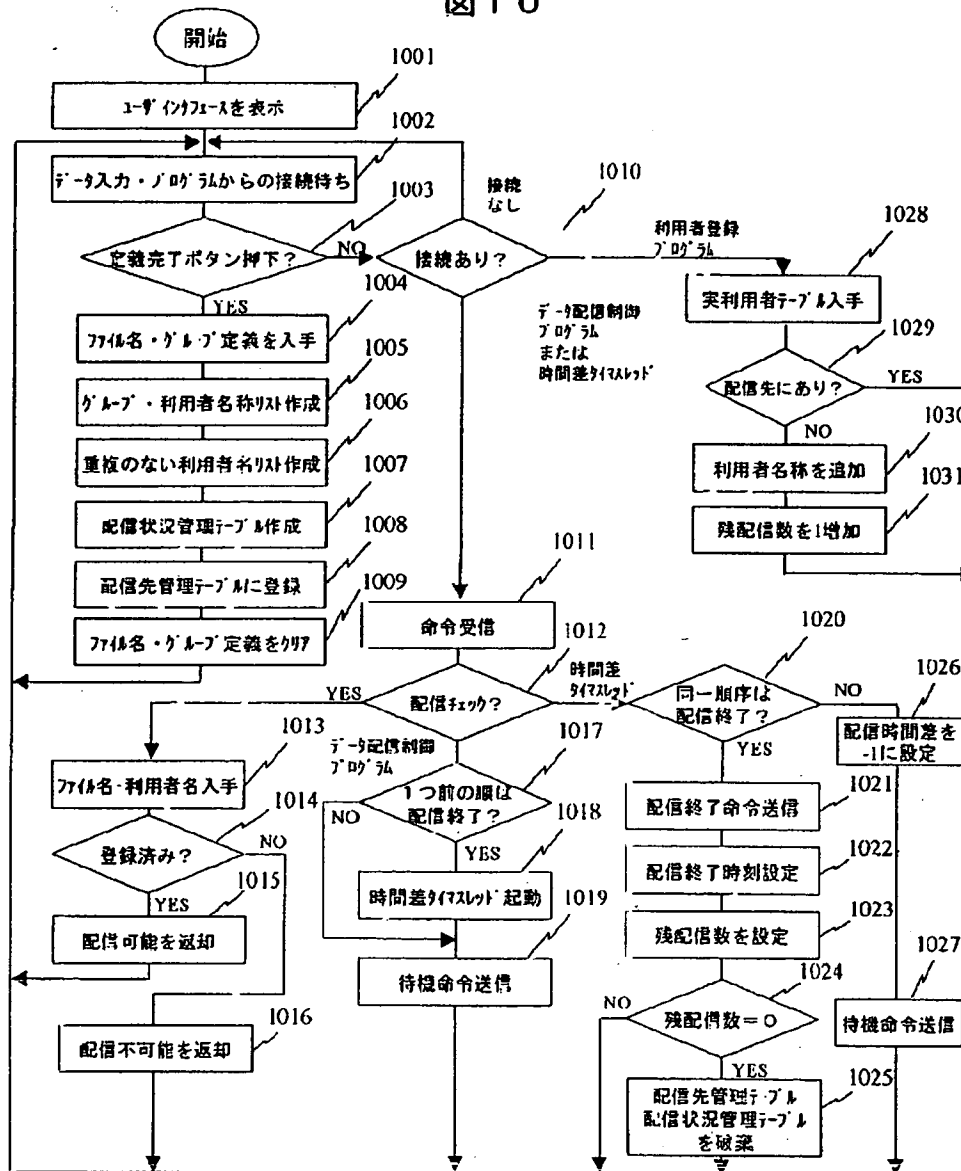 図10
開始
1001
ユーザインタフェースを表示
1002
データ入力・プログラムからの接続待ち
1003
定義完了ボタン押下?
NO
YES
1004
ファイル名・グループ定義を入手
1005
グループ・利用者名称リスト作成
1006
重複のない利用者名リスト作成
1007
配信状況管理テーブル作成
1008
配信先管理テーブルに登録
1009
ファイル名・グループ定義をクリア
接続
なし
1010
接続あり?
利用者登録
プログラム
1028
実利用者テーブル入手
1029
配信先にあり?
YES
NO
1030
利用者名称を追加
1031
残配信数を1増加
データ配信制御
プログラム
または
時間差タイマスレッド
1011
命令受信
1012
配信チェック?
YES
時間差
タイマスレッド
データ配信制御
プログラム
1013
ファイル名・利用者名入手
1014
登録済み?
NO
YES
1015
配信可能を返却
1016
配信不可能を返却
1017
1つ前の順は
配信終了?
NO
YES
1018
時間差タイマスレッド起動
1019
待機命令送信
1020
同一順序は
配信終了?
NO
YES
1021
配信終了命令送信
1022
配信終了時刻設定
1023
残配信数を設定
1024
残配信数=0
NO
YES
1025
配信先管理テーブル
配信状況管理テーブル
を破棄
1026
配信時間差を
-1に設定
1027
待機命令送信